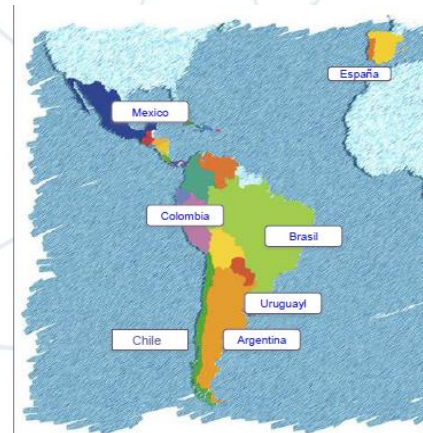 España
Mexico
Colombia
Brasil
Uruguayl
Chile
Argentina